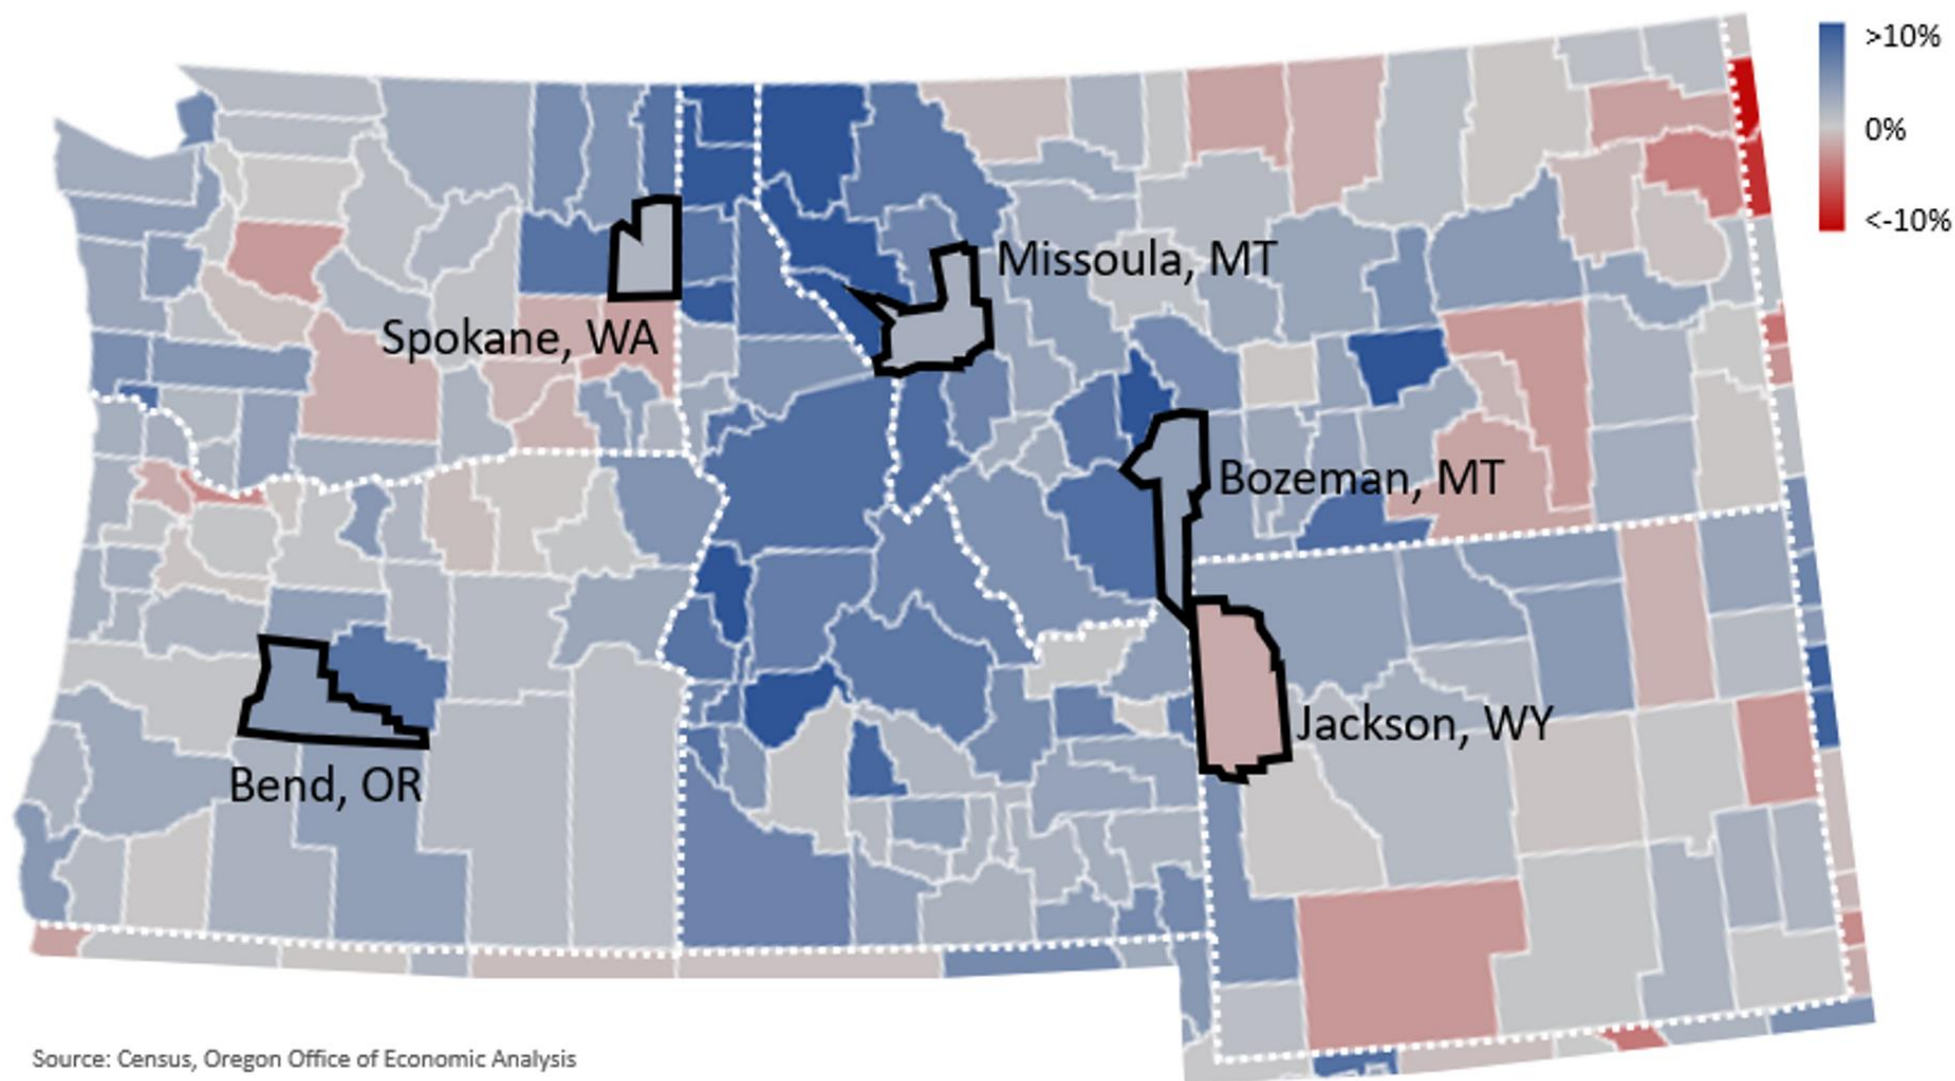 >10%
0%
<-10%
Missoula, MT
Spokane, WA
Bozeman, MT
Jackson, WY
Bend, OR
Source: Census, Oregon Office of Economic Analysis